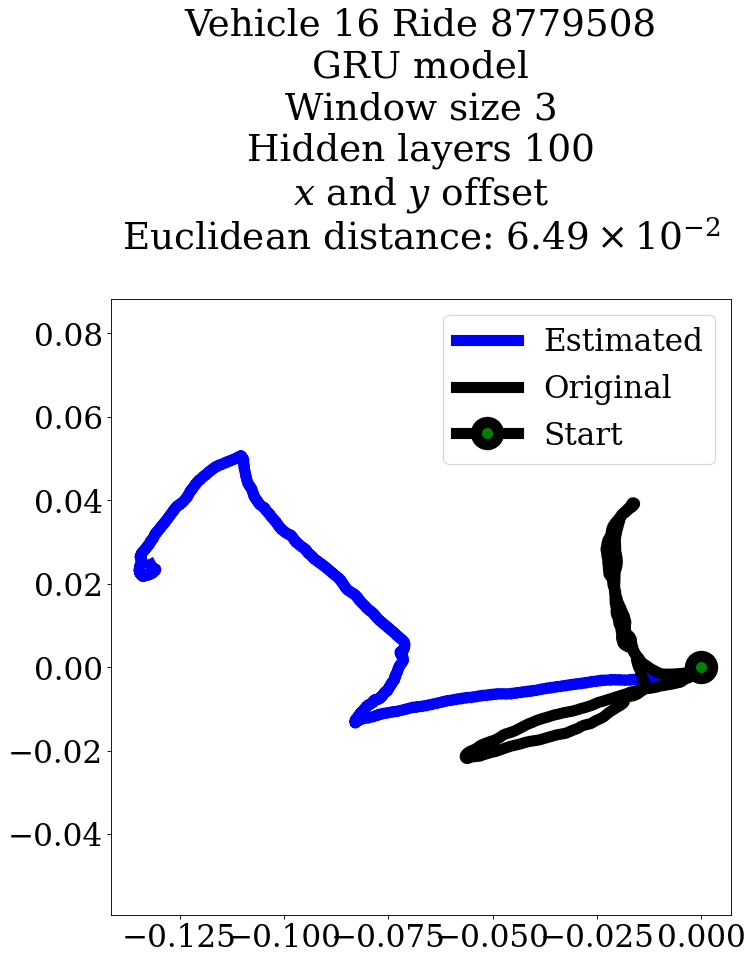 Vehicle 16 Ride 8779508
GRU model
Window size 3
Hidden layers 100
x and y offset
Euclidean distance: 6.49 × 10⁻²
Estimated
Original
Start
0.08
0.06
0.04
0.02
0.00
−0.02
−0.04
−0.125 −0.100 −0.075 −0.050 −0.025 0.000